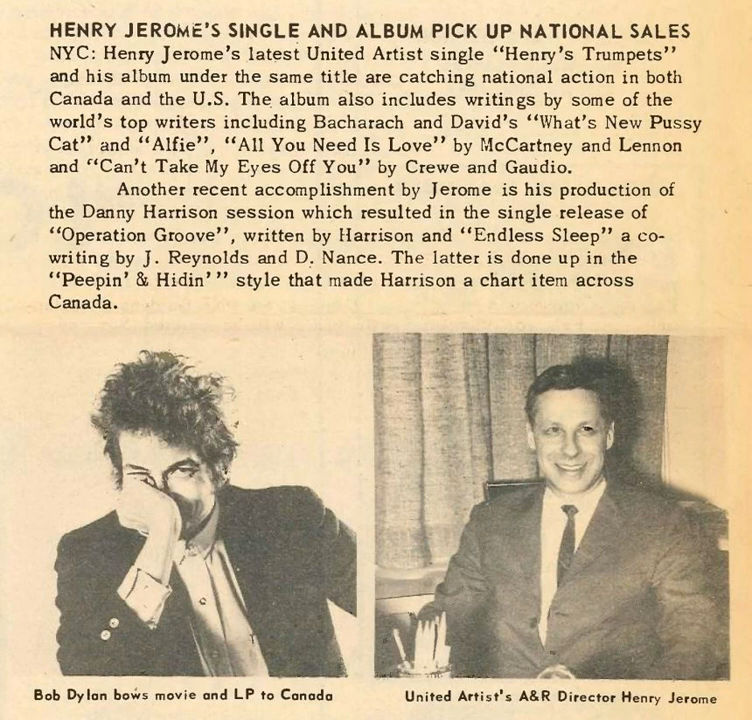 HENRY JEROME'S SINGLE AND ALBUM PICK UP NATIONAL SALES
NYC: Henry Jerome's latest United Artist single "Henry's Trumpets"
and his album under the same title are catching national action in both
Canada and the U.S. The album also includes writings by some of the
world's top writers including Bacharach and David's "What's New Pussy
Cat" and "Alfie", "All You Need Is Love" by McCartney and Lennon
and "Can't Take My Eyes Off You" by Crewe and Gaudio.
Another recent accomplishment by Jerome is his production of
the Danny Harrison session which resulted in the single release of
"Operation Groove", written by Harrison and "Endless Sleep" a co-
writing by J. Reynolds and D. Nance. The latter is done up in the
"Peepin' & Hidin'" style that made Harrison a chart item across
Canada.
Bob Dylan bows movie and LP to Canada
United Artist's A&R Director Henry Jerome